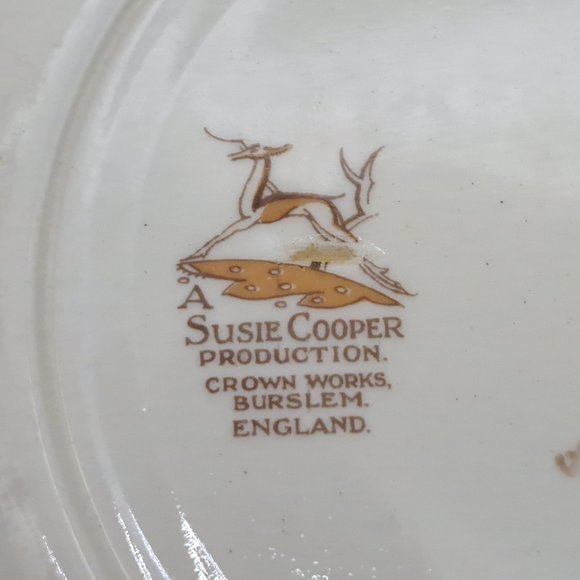 A
SUSIE COOPER
PRODUCTION.
CROWN WORKS,
BURSLEM.
ENGLAND.